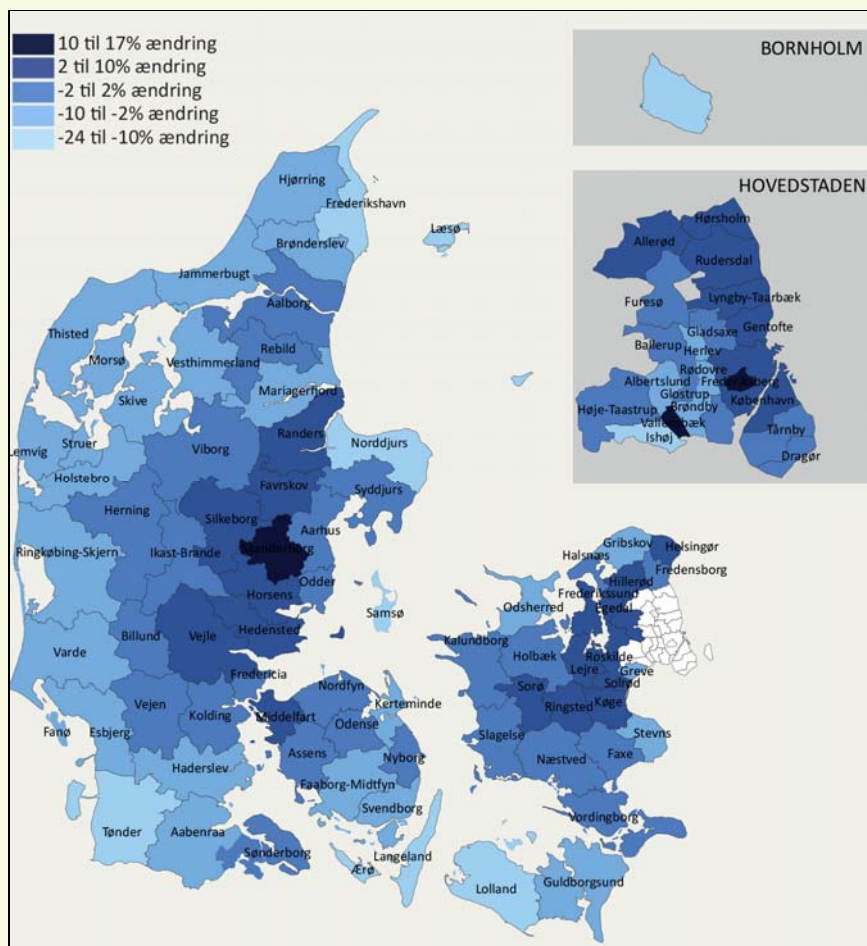 10 til 17% ændring
2 til 10% ændring
-2 til 2% ændring
-10 til -2% ændring
-24 til -10% ændring
BORNHOLM
HOVEDSTADEN
Hjørring
Frederikshavn
Læsø
Brønderslev
Jammerbugt
Aalborg
Thisted
Rebild
Vesthimmerland
Morsø
Mariagerfjord
Skive
Randers
Struer
Viborg
Norddjurs
Lemvig
Holstebro
Favrskov
Syddjurs
Herning
Silkeborg
Aarhus
Ringkøbing-Skjern
Ikast-Brande
Skanderborg
Odder
Horsens
Samsø
Hedensted
Billund
Vejle
Varde
Fredericia
Nordfyn
Vejen
Kolding
Middelfart
Kerteminde
Fanø
Esbjerg
Odense
Assens
Nyborg
Haderslev
Faaborg-Midtfyn
Svendborg
Tønder
Aabenraa
Sønderborg
Ærø
Langeland
Hørsholm
Allerød
Rudersdal
Furesø
Lyngby-Taarbæk
Gladsaxe
Gentofte
Ballerup
Herlev
Rødovre
Albertslund
Frederiksberg
Glostrup
København
Høje-Taastrup
Brøndby
Vallensbæk
Tårnby
Ishøj
Dragør
Gribskov
Helsingør
Halsnæs
Fredensborg
Hillerød
Frederikssund
Odsherred
Egedal
Kalundborg
Holbæk
Roskilde
Lejre
Greve
Solrød
Sorø
Ringsted
Køge
Slagelse
Stevns
Næstved
Faxe
Vordingborg
Lolland
Guldborgsund